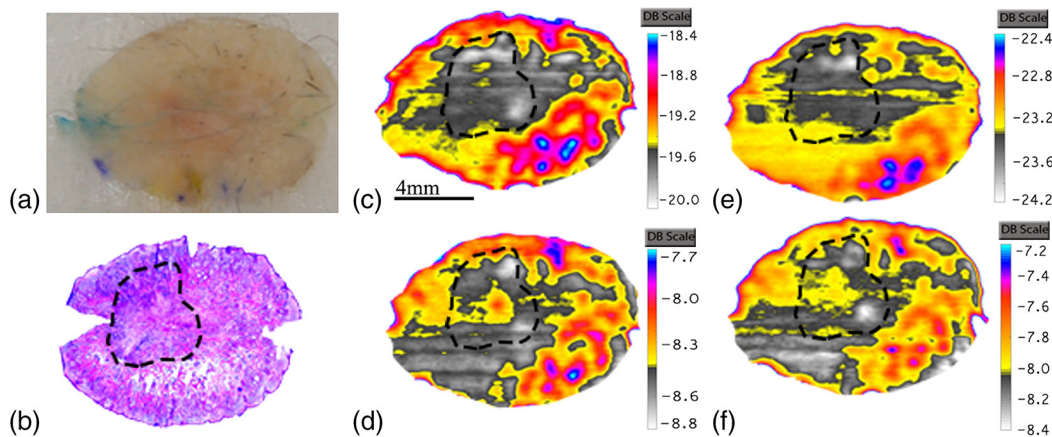 (a)
(b)
(c)
4mm
DB Scale
−18.4
−18.8
−19.2
−19.6
−20.0
(d)
DB Scale
−7.7
−8.0
−8.3
−8.6
−8.8
(e)
DB Scale
−22.4
−22.8
−23.2
−23.6
−24.2
(f)
DB Scale
−7.2
−7.4
−7.6
−7.8
−8.0
−8.2
−8.4